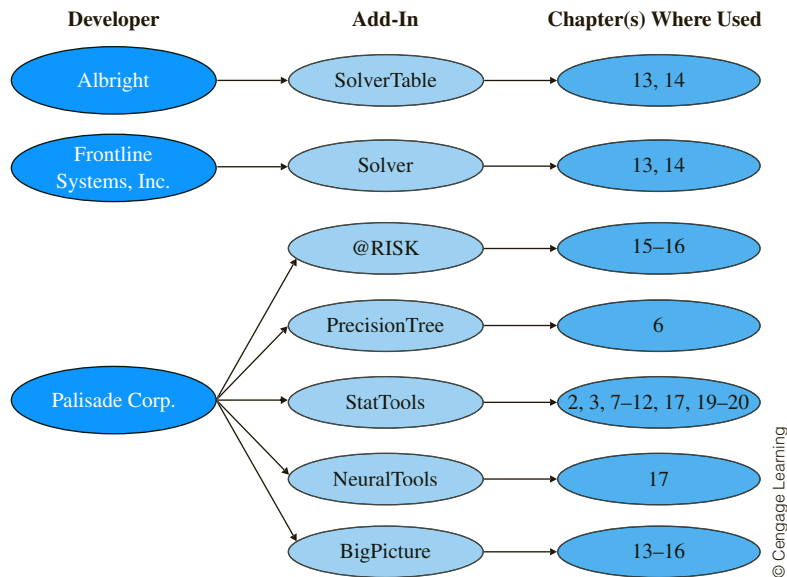 Developer Add-In Chapter(s) Where Used
Albright SolverTable 13, 14
Frontline
Systems, Inc. Solver 13, 14
@RISK 15–16
PrecisionTree 6
Palisade Corp. StatTools 2, 3, 7–12, 17, 19–20
NeuralTools 17
BigPicture 13–16
© Cengage Learning